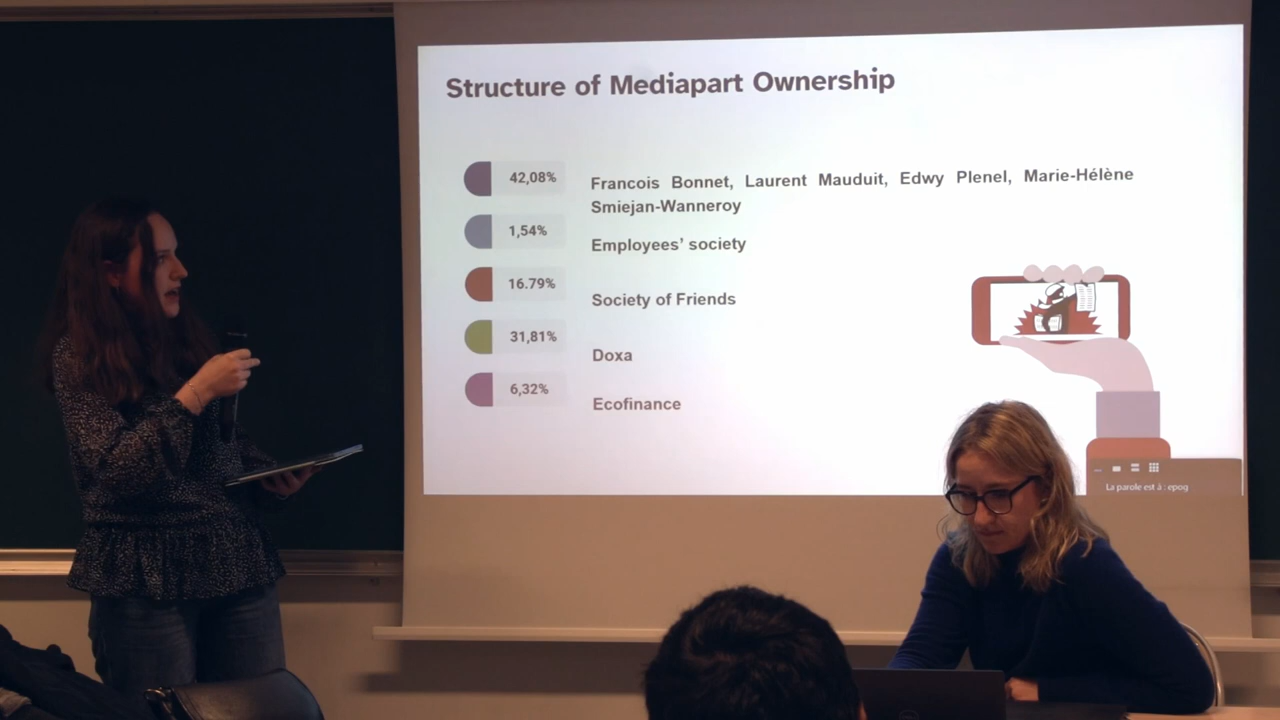 Structure of Mediapart Ownership
42,08%
Francois Bonnet, Laurent Mauduit, Edwy Plenel, Marie-Hélène
Smiejan-Wanneroy
1,54%
Employees’ society
16.79%
Society of Friends
31,81%
Doxa
6,32%
Ecofinance
La parole est à : epog